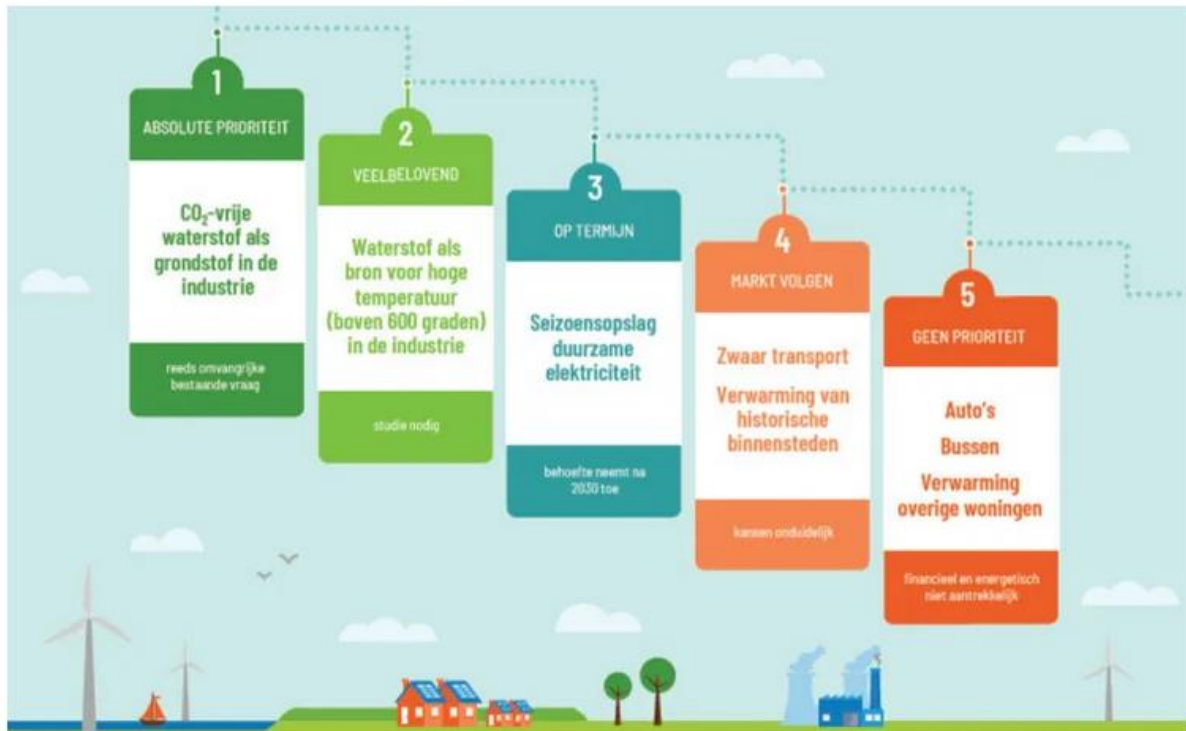 1
ABSOLUTE PRIORITEIT
CO₂-vrije
waterstof als
grondstof in de
industrie
reeds omvangrijke
bestaande vraag
2
VEELBELOVEND
Waterstof als
bron voor hoge
temperatuur
(boven 600 graden)
in de industrie
studie nodig
3
OP TERMIJN
Seizoensopslag
duurzame
elektriciteit
behoefte neemt na
2030 toe
4
MARKT VOLGEN
Zwaar transport
Verwarming van
historische
binnensteden
kansen onduidelijk
5
GEEN PRIORITEIT
Auto's
Bussen
Verwarming
overige woningen
financieel en energetisch
niet aantrekkelijk